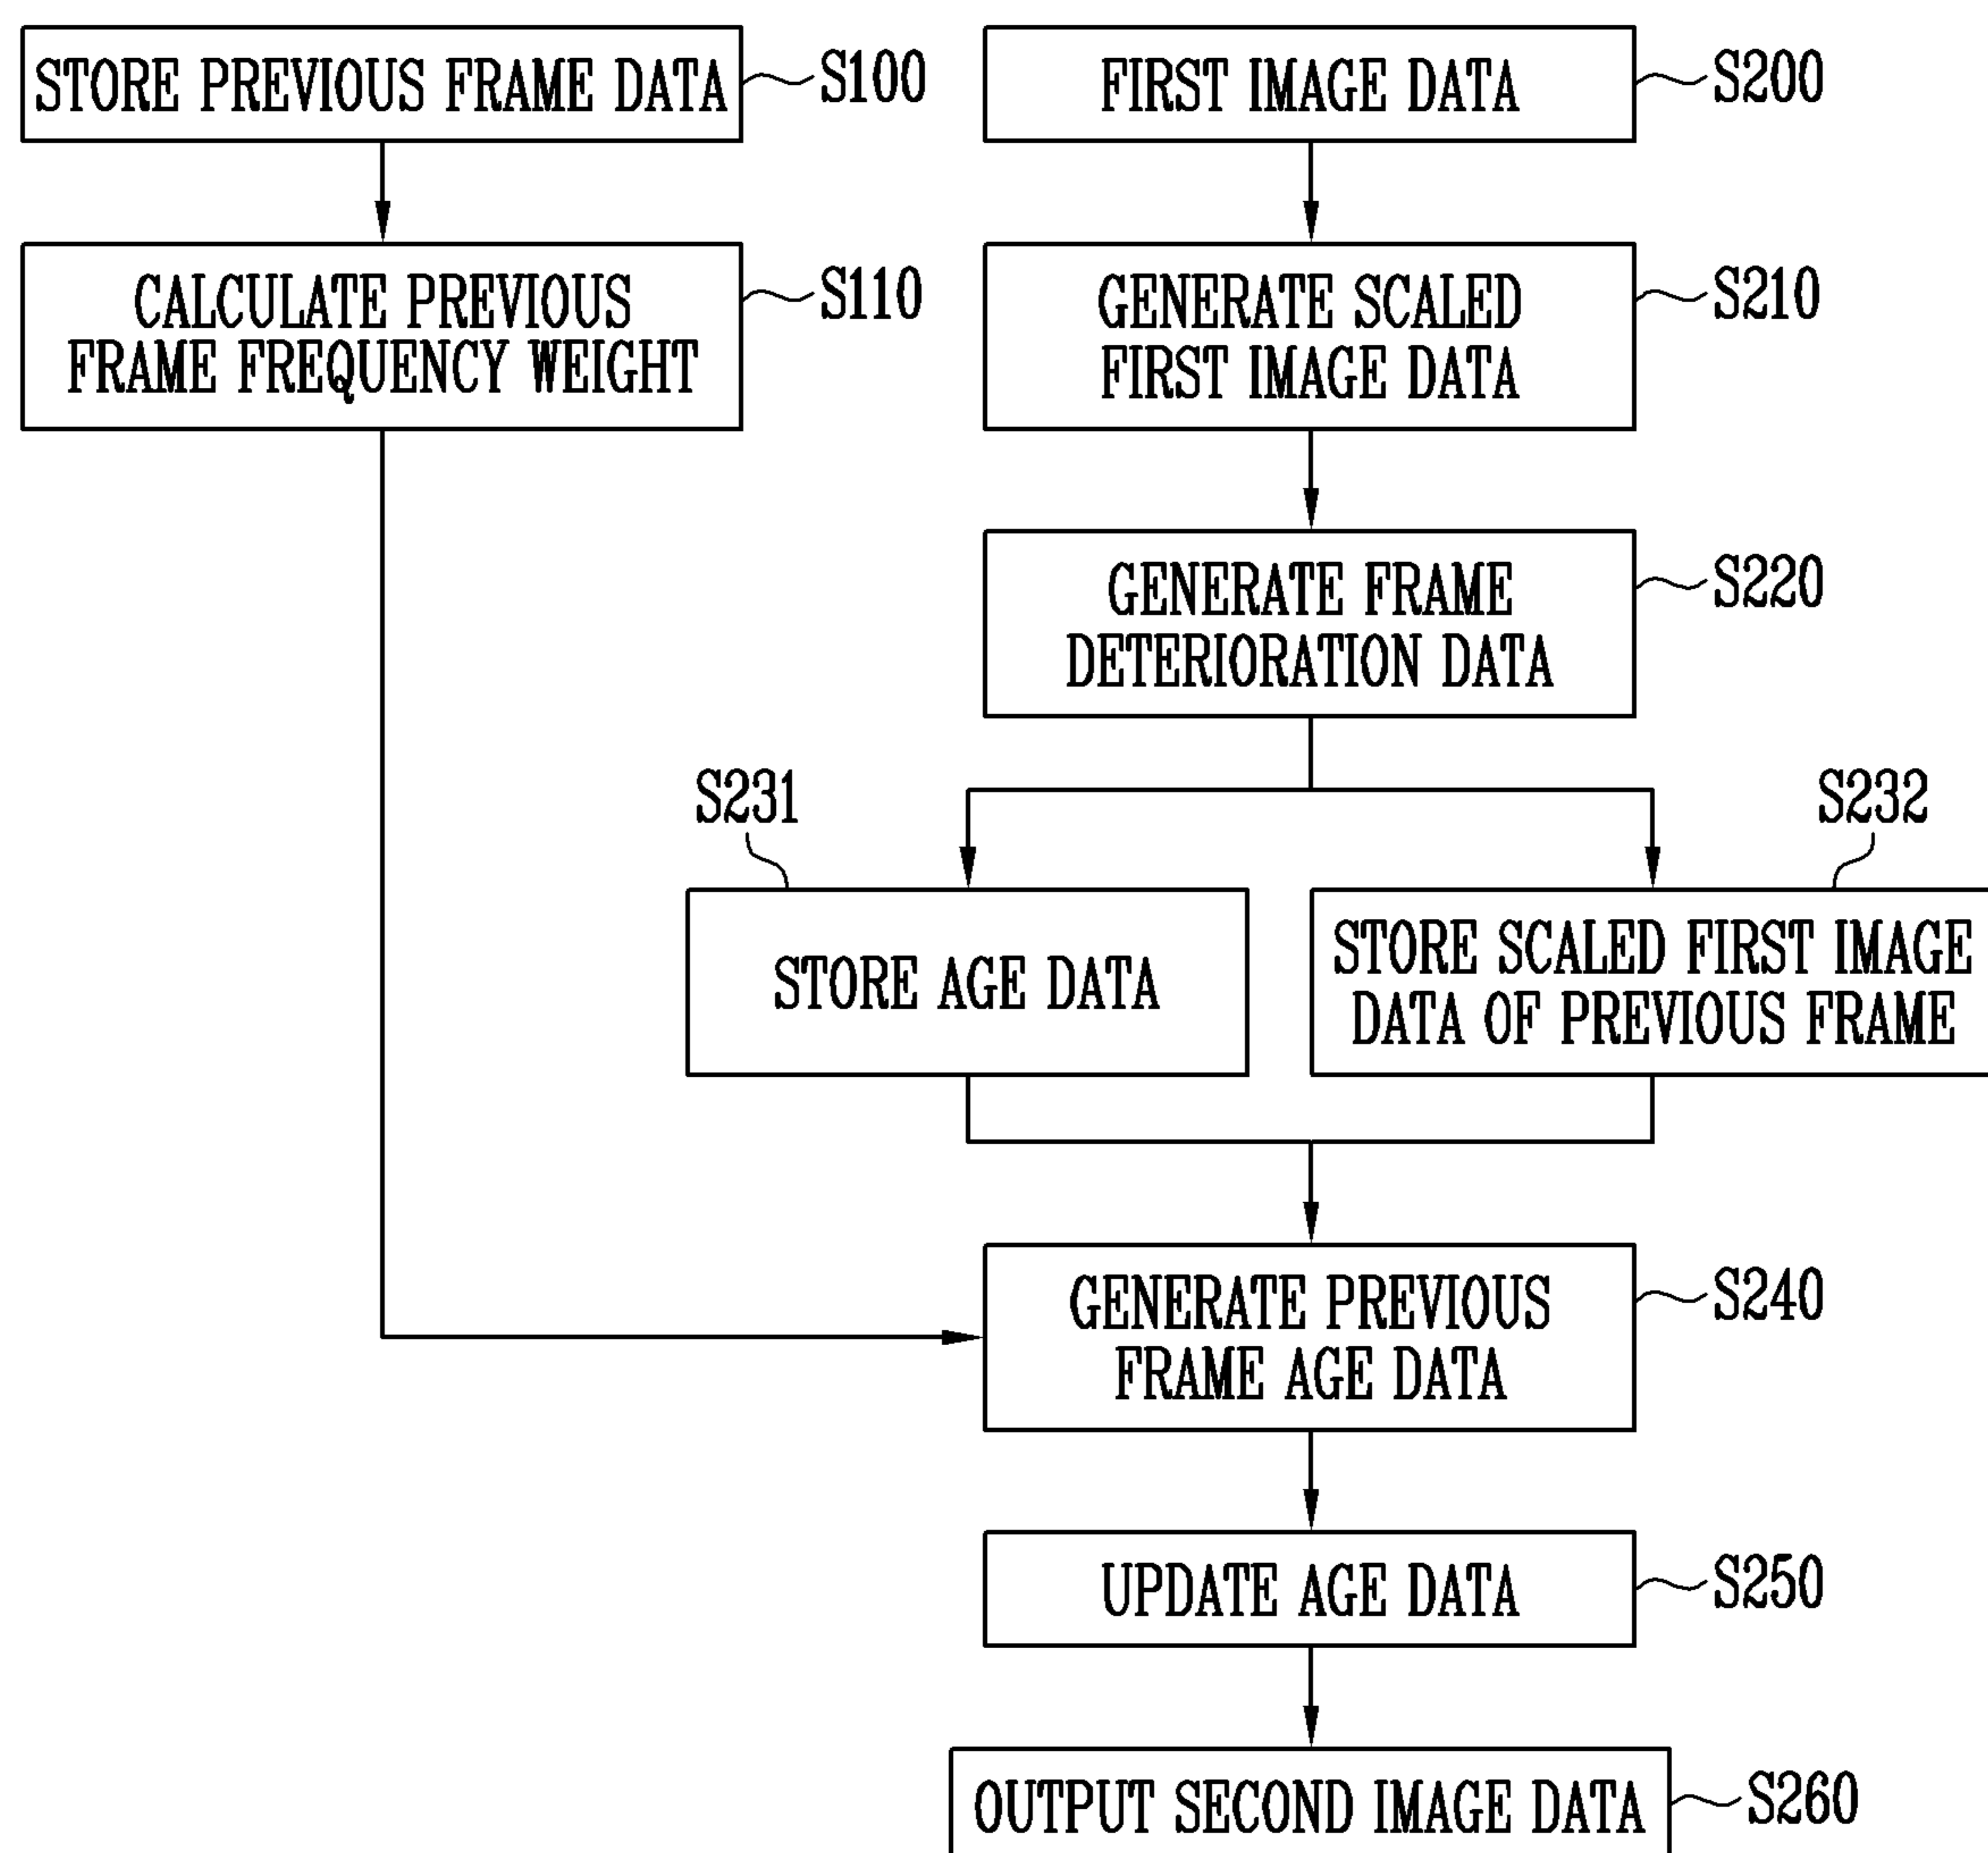 STORE PREVIOUS FRAME DATA
S100
CALCULATE PREVIOUS
FRAME FREQUENCY WEIGHT
S110
FIRST IMAGE DATA
S200
GENERATE SCALED
FIRST IMAGE DATA
S210
GENERATE FRAME
DETERIORATION DATA
S220
S231
STORE AGE DATA
S232
STORE SCALED FIRST IMAGE
DATA OF PREVIOUS FRAME
GENERATE PREVIOUS
FRAME AGE DATA
S240
UPDATE AGE DATA
S250
OUTPUT SECOND IMAGE DATA
S260